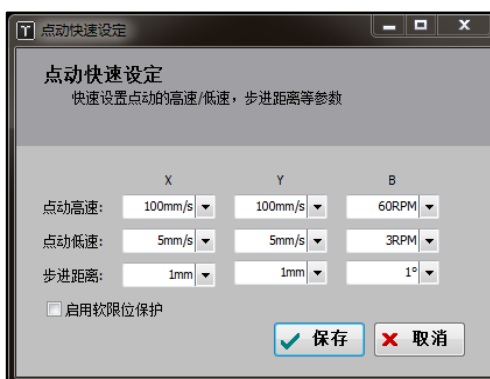 点动快速设定
点动快速设定
快速设置点动的高速/低速，步进距离等参数
X Y B
点动高速: 100mm/s 100mm/s 60RPM
点动低速: 5mm/s 5mm/s 3RPM
步进距离: 1mm 1mm 1°
启用软限位保护
保存 取消